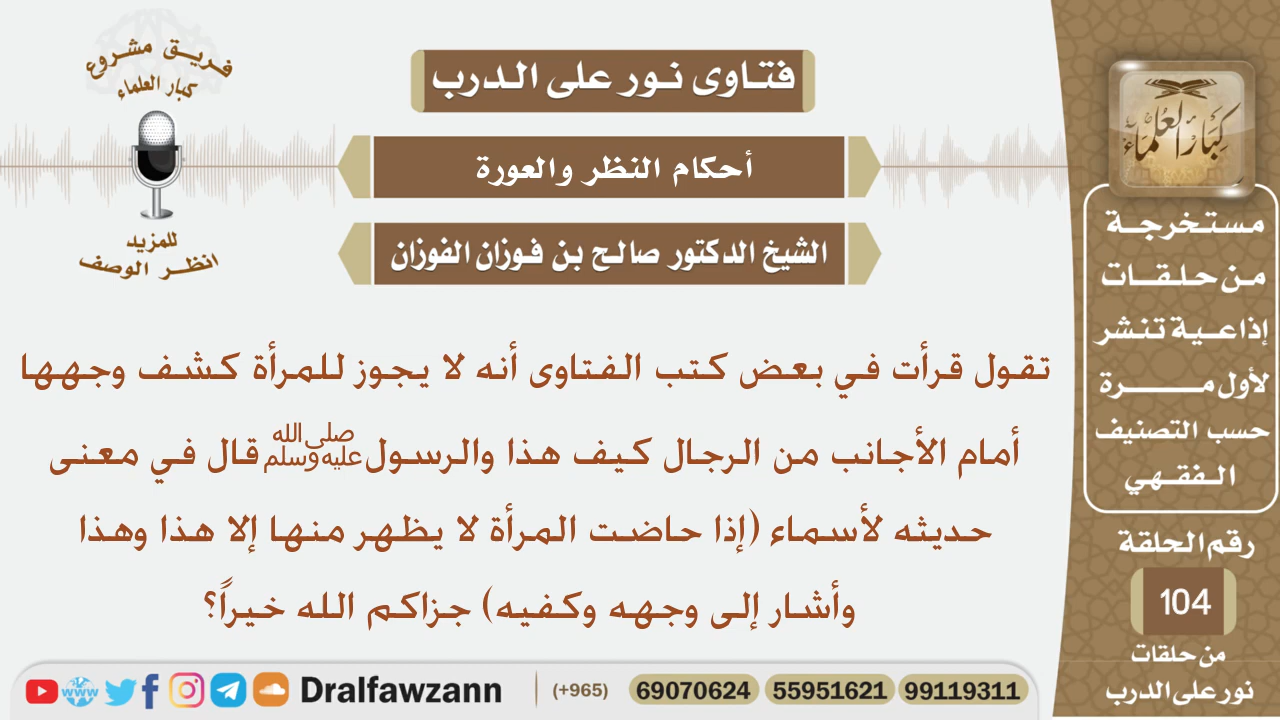 فريق مشروع
كبار العلماء
للمزيد
انظر الوصف
فتاوى نور على الدرب
أحكام النظر والعورة
الشيخ الدكتور صالح بن فوزان الفوزان
تقول قرأت في بعض كتب الفتاوى أنه لا يجوز للمرأة كشف وجهها
أمام الأجانب من الرجال كيف هذا والرسول ﷺ قال في معنى
حديثه لأسماء (إذا حاضت المرأة لا يظهر منها إلا هذا وهذا
وأشار إلى وجهه وكفيه) جزاكم الله خيراً؟
كبار العلماء
مستخرجة
من حلقات
إذاعية تنشر
لأول مرة
حسب التصنيف
الفقهي
رقم الحلقة
104
من حلقات
نور على الدرب
www
Dralfawzann
(+965) 69070624 55951621 99119311